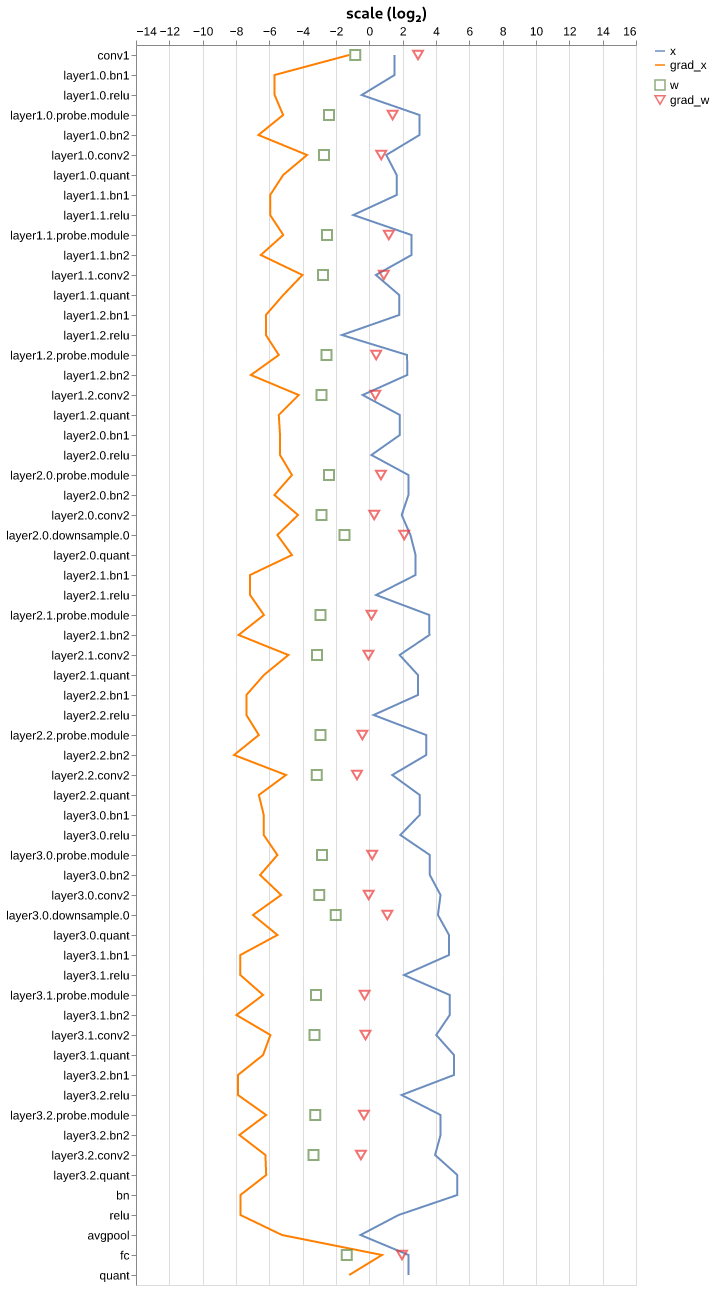 scale (log₂)
−14 −12 −10 −8 −6 −4 −2 0 2 4 6 8 10 12 14 16
x
grad_x
w
grad_w
conv1
layer1.0.bn1
layer1.0.relu
layer1.0.probe.module
layer1.0.bn2
layer1.0.conv2
layer1.0.quant
layer1.1.bn1
layer1.1.relu
layer1.1.probe.module
layer1.1.bn2
layer1.1.conv2
layer1.1.quant
layer1.2.bn1
layer1.2.relu
layer1.2.probe.module
layer1.2.bn2
layer1.2.conv2
layer1.2.quant
layer2.0.bn1
layer2.0.relu
layer2.0.probe.module
layer2.0.bn2
layer2.0.conv2
layer2.0.downsample.0
layer2.0.quant
layer2.1.bn1
layer2.1.relu
layer2.1.probe.module
layer2.1.bn2
layer2.1.conv2
layer2.1.quant
layer2.2.bn1
layer2.2.relu
layer2.2.probe.module
layer2.2.bn2
layer2.2.conv2
layer2.2.quant
layer3.0.bn1
layer3.0.relu
layer3.0.probe.module
layer3.0.bn2
layer3.0.conv2
layer3.0.downsample.0
layer3.0.quant
layer3.1.bn1
layer3.1.relu
layer3.1.probe.module
layer3.1.bn2
layer3.1.conv2
layer3.1.quant
layer3.2.bn1
layer3.2.relu
layer3.2.probe.module
layer3.2.bn2
layer3.2.conv2
layer3.2.quant
bn
relu
avgpool
fc
quant